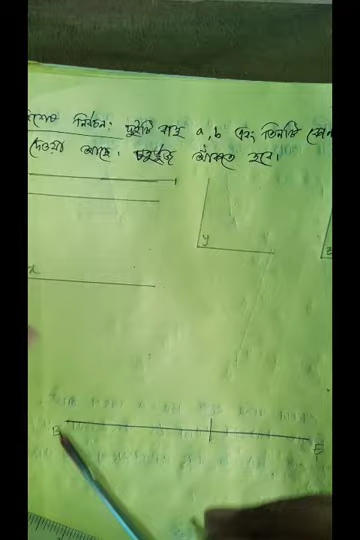 বিশেষ নির্বচন: দুইটি বাহু a, b এবং তিনটি কোণ
দেওয়া আছে। চতুর্ভুজ আঁকতে হবে।
y
x
B
E